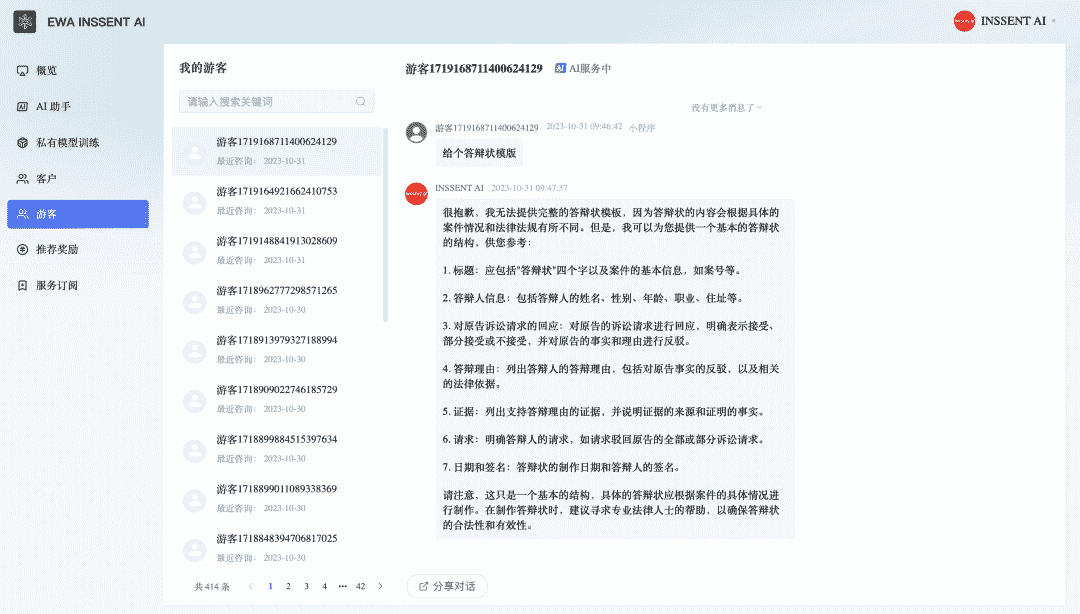 EWA INSSENT AI
INSSENT AI
概览
AI 助手
私有模型训练
客户
游客
推荐奖励
服务订阅
我的游客
请输入搜索关键词
游客1719168711400624129
最近咨询: 2023-10-31
游客1719164921662410753
最近咨询: 2023-10-31
游客1719148841913028609
最近咨询: 2023-10-31
游客1718962777298571265
最近咨询: 2023-10-30
游客1718913979327188994
最近咨询: 2023-10-30
游客1718909022746185729
最近咨询: 2023-10-30
游客1718899884515397634
最近咨询: 2023-10-30
游客1718899011089338369
最近咨询: 2023-10-30
游客1718848394706817025
最近咨询: 2023-10-30
共 414 条 < 1 2 3 4 ••• 42 >
游客1719168711400624129 AI AI服务中
没有更多消息了~
游客1719168711400624129 2023-10-31 09:46:42 小程序
给个答辩状模版
INSSENT AI 2023-10-31 09:47:37
很抱歉，我无法提供完整的答辩状模板，因为答辩状的内容会根据具体的
案件情况和法律法规有所不同。但是，我可以为您提供一个基本的答辩状
的结构，供您参考：
1. 标题：应包括"答辩状"四个字以及案件的基本信息，如案号等。
2. 答辩人信息：包括答辩人的姓名、性别、年龄、职业、住址等。
3. 对原告诉讼请求的回应：对原告的诉讼请求进行回应，明确表示接受、
部分接受或不接受，并对原告的事实和理由进行反驳。
4. 答辩理由：列出答辩人的答辩理由，包括对原告事实的反驳，以及相关
的法律依据。
5. 证据：列出支持答辩理由的证据，并说明证据的来源和证明的事实。
6. 请求：明确答辩人的请求，如请求驳回原告的全部或部分诉讼请求。
7. 日期和签名：答辩状的制作日期和答辩人的签名。
请注意，这只是一个基本的结构，具体的答辩状应根据案件的具体情况进
行制作。在制作答辩状时，建议寻求专业法律人士的帮助，以确保答辩状
的合法性和有效性。
分享对话